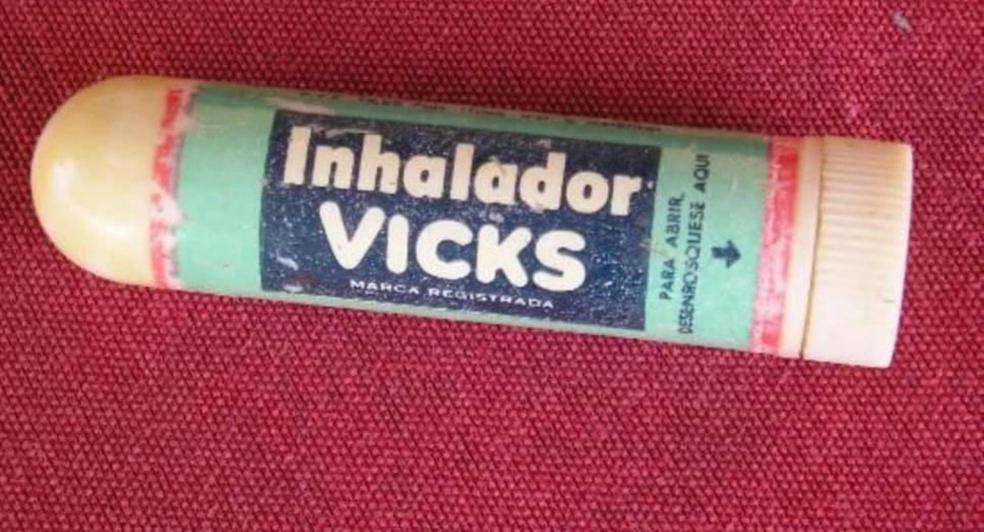 Inhalador
VICKS
MARCA REGISTRADA
PARA ABRIR,
DESENROSQUESE AQUI